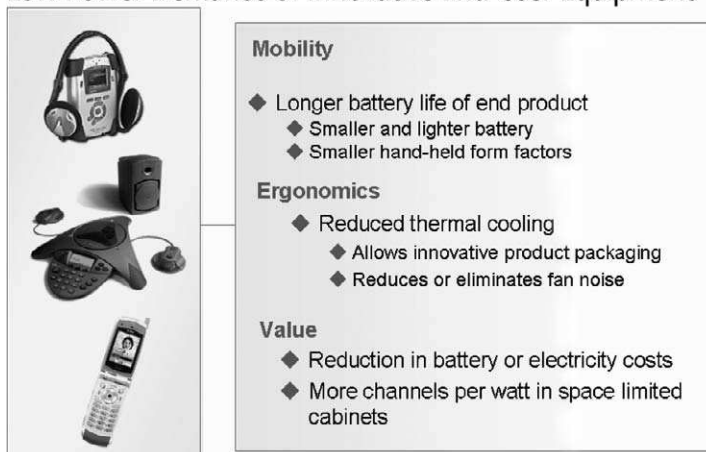 Mobility
Longer battery life of end product
Smaller and lighter battery
Smaller hand-held form factors
Ergonomics
Reduced thermal cooling
Allows innovative product packaging
Reduces or eliminates fan noise
Value
Reduction in battery or electricity costs
More channels per watt in space limited
cabinets